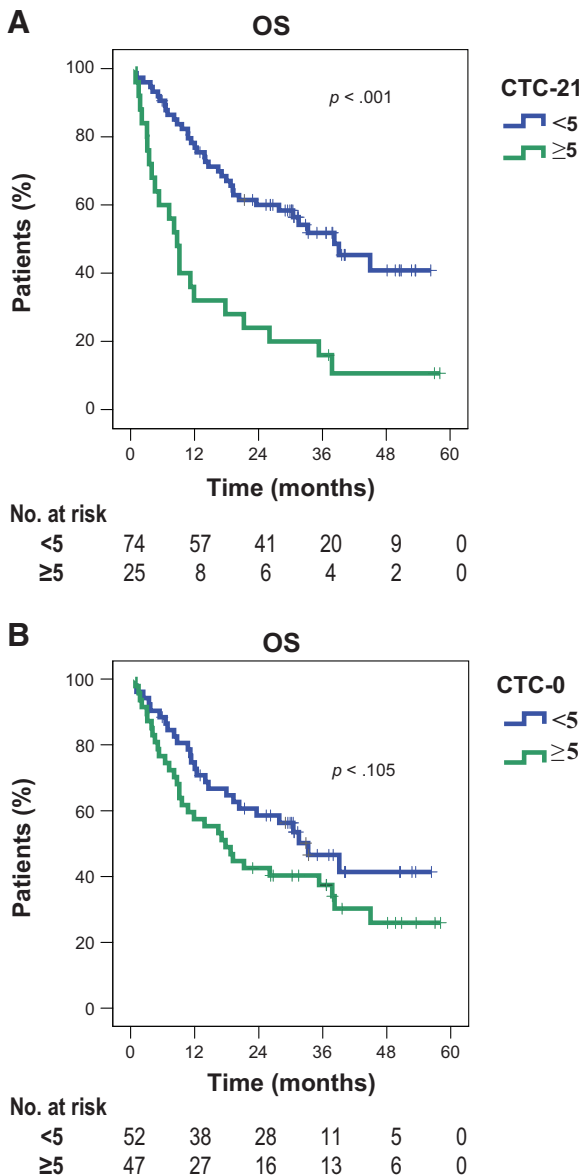 A
OS
p < .001
CTC-21
<5
≥5
Patients (%)
100
80
60
40
20
0
0 12 24 36 48 60
Time (months)
No. at risk
<5 74 57 41 20 9 0
≥5 25 8 6 4 2 0
B
OS
p < .105
CTC-0
<5
≥5
Patients (%)
100
80
60
40
20
0
0 12 24 36 48 60
Time (months)
No. at risk
<5 52 38 28 11 5 0
≥5 47 27 16 13 6 0